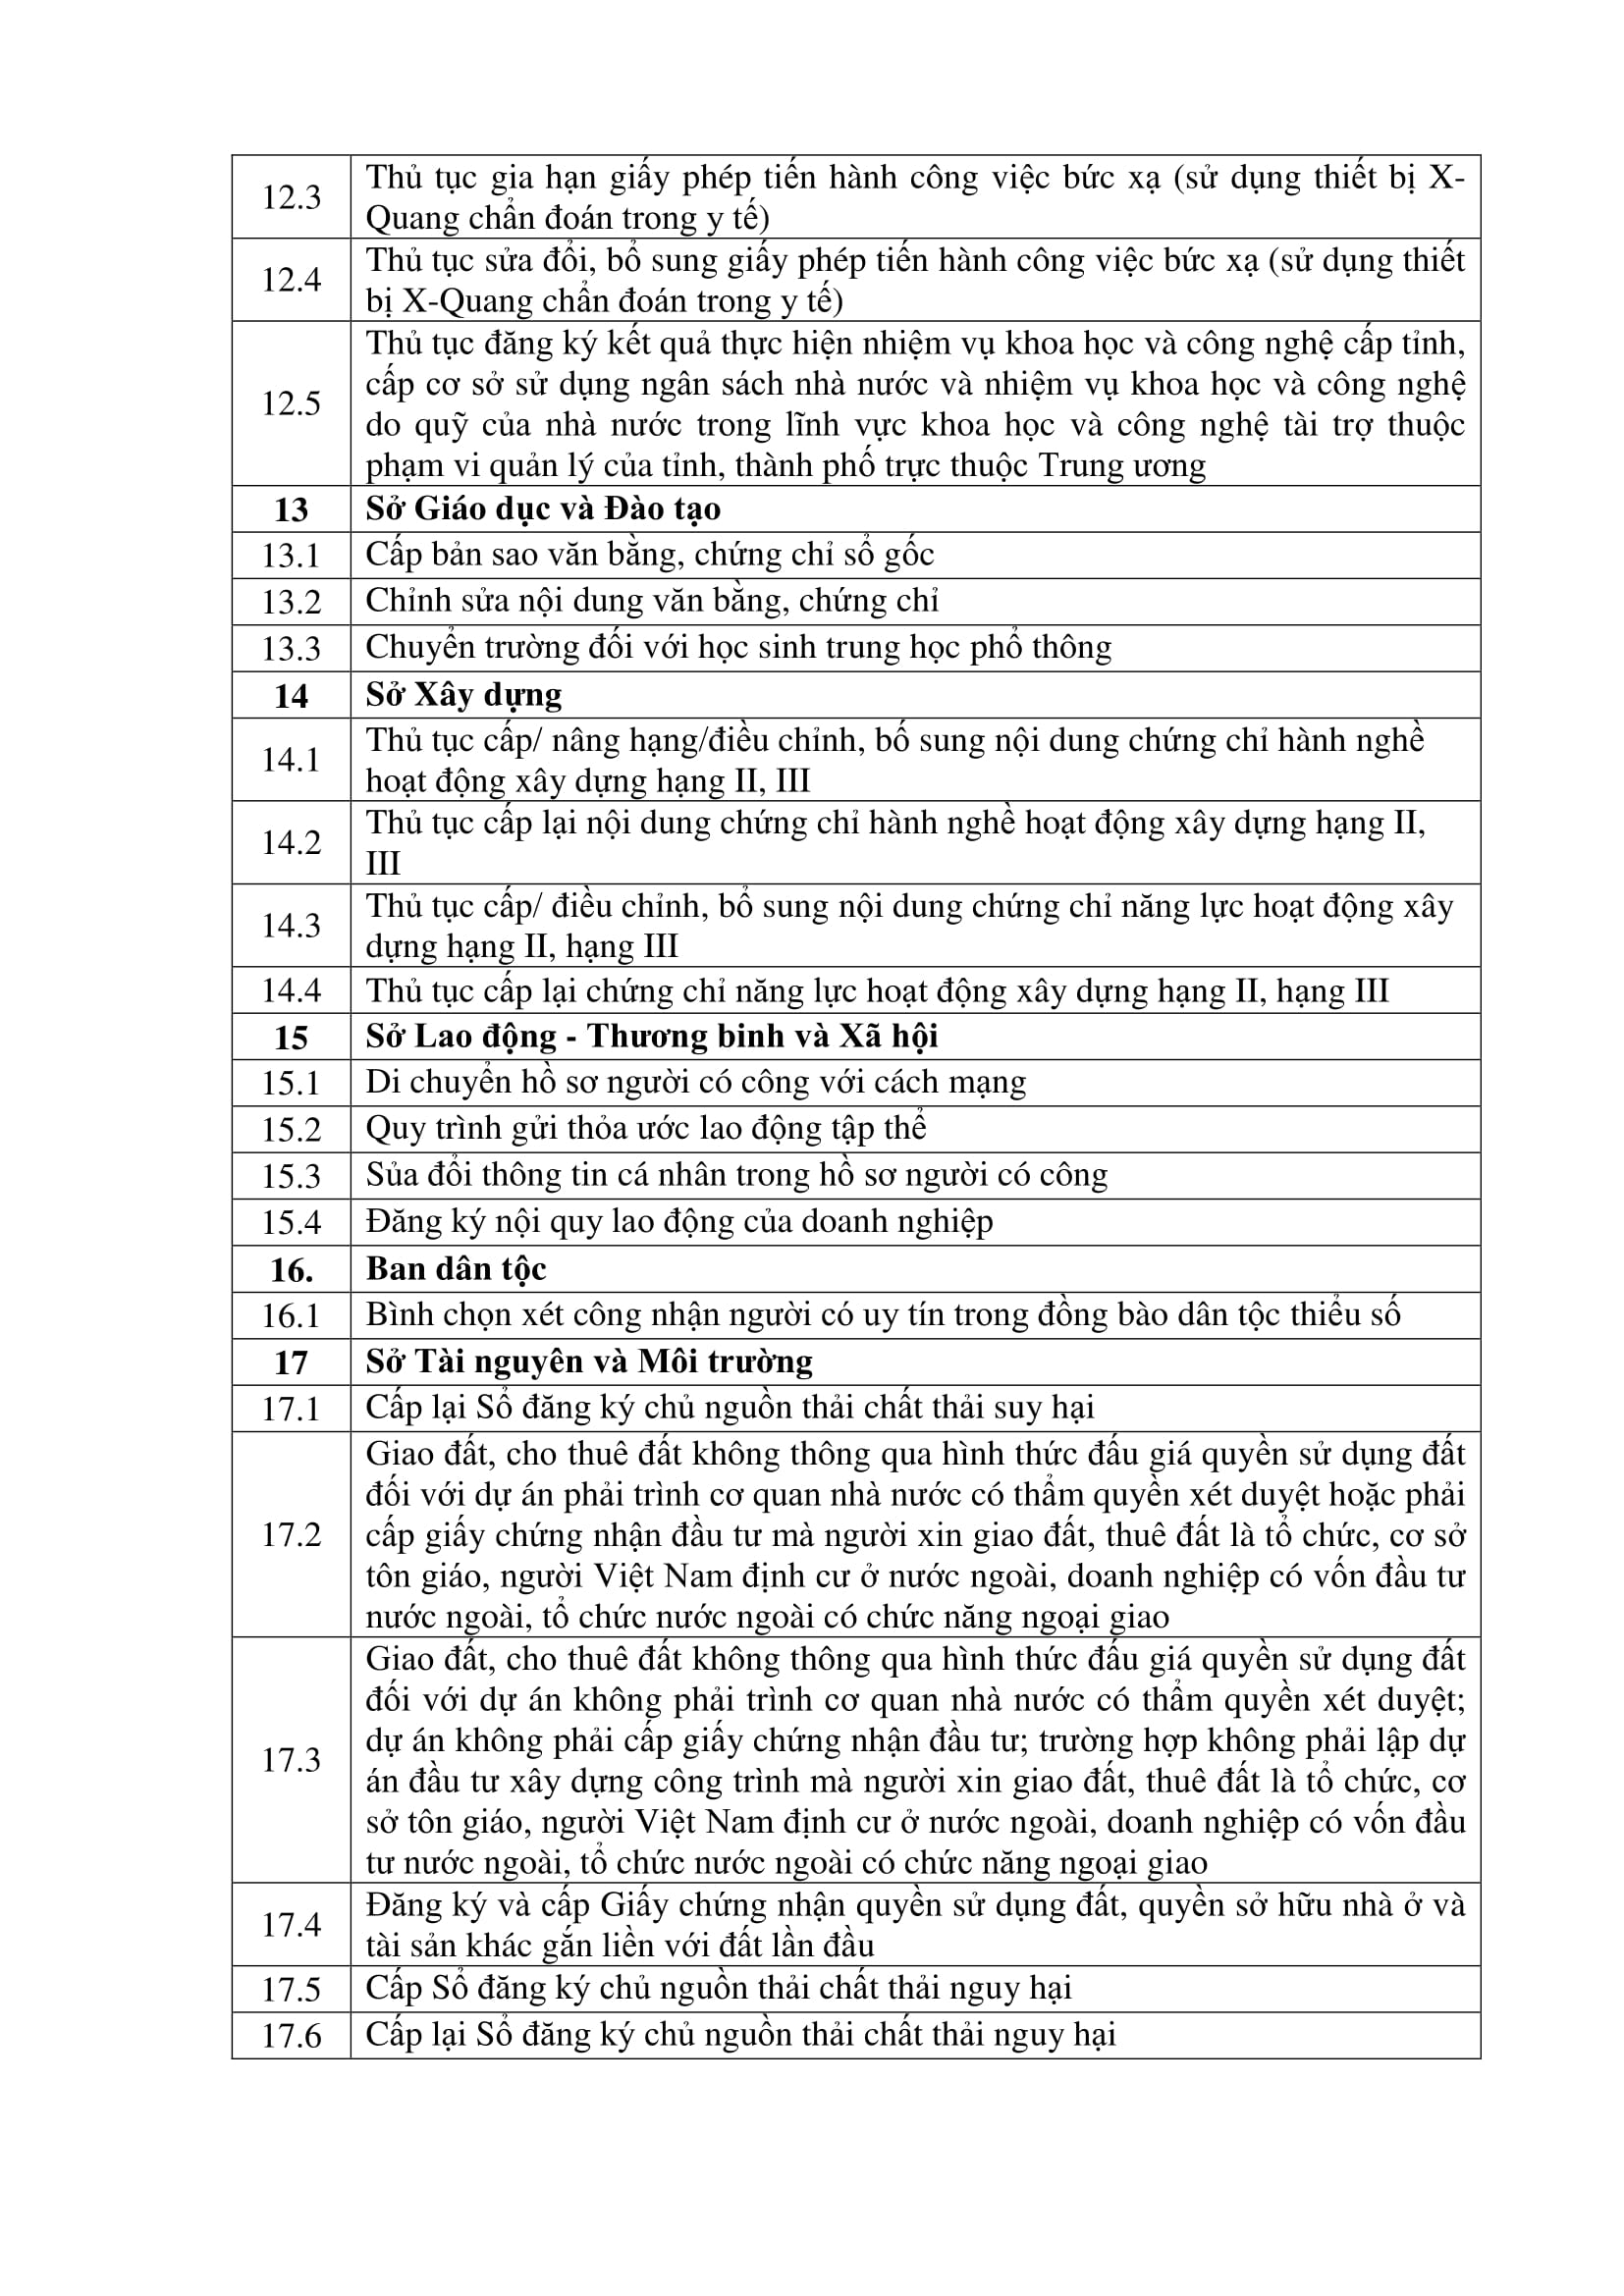 12.3 Thủ tục gia hạn giấy phép tiến hành công việc bức xạ (sử dụng thiết bị X-
Quang chẩn đoán trong y tế)
12.4 Thủ tục sửa đổi, bổ sung giấy phép tiến hành công việc bức xạ (sử dụng thiết
bị X-Quang chẩn đoán trong y tế)
12.5 Thủ tục đăng ký kết quả thực hiện nhiệm vụ khoa học và công nghệ cấp tỉnh,
cấp cơ sở sử dụng ngân sách nhà nước và nhiệm vụ khoa học và công nghệ
do quỹ của nhà nước trong lĩnh vực khoa học và công nghệ tài trợ thuộc
phạm vi quản lý của tỉnh, thành phố trực thuộc Trung ương
13 Sở Giáo dục và Đào tạo
13.1 Cấp bản sao văn bằng, chứng chỉ sổ gốc
13.2 Chỉnh sửa nội dung văn bằng, chứng chỉ
13.3 Chuyển trường đối với học sinh trung học phổ thông
14 Sở Xây dựng
14.1 Thủ tục cấp/ nâng hạng/điều chỉnh, bố sung nội dung chứng chỉ hành nghề
hoạt động xây dựng hạng II, III
14.2 Thủ tục cấp lại nội dung chứng chỉ hành nghề hoạt động xây dựng hạng II,
III
14.3 Thủ tục cấp/ điều chỉnh, bổ sung nội dung chứng chỉ năng lực hoạt động xây
dựng hạng II, hạng III
14.4 Thủ tục cấp lại chứng chỉ năng lực hoạt động xây dựng hạng II, hạng III
15 Sở Lao động - Thương binh và Xã hội
15.1 Di chuyển hồ sơ người có công với cách mạng
15.2 Quy trình gửi thỏa ước lao động tập thể
15.3 Sủa đổi thông tin cá nhân trong hồ sơ người có công
15.4 Đăng ký nội quy lao động của doanh nghiệp
16. Ban dân tộc
16.1 Bình chọn xét công nhận người có uy tín trong đồng bào dân tộc thiểu số
17 Sở Tài nguyên và Môi trường
17.1 Cấp lại Sổ đăng ký chủ nguồn thải chất thải suy hại
17.2 Giao đất, cho thuê đất không thông qua hình thức đấu giá quyền sử dụng đất
đối với dự án phải trình cơ quan nhà nước có thẩm quyền xét duyệt hoặc phải
cấp giấy chứng nhận đầu tư mà người xin giao đất, thuê đất là tổ chức, cơ sở
tôn giáo, người Việt Nam định cư ở nước ngoài, doanh nghiệp có vốn đầu tư
nước ngoài, tổ chức nước ngoài có chức năng ngoại giao
17.3 Giao đất, cho thuê đất không thông qua hình thức đấu giá quyền sử dụng đất
đối với dự án không phải trình cơ quan nhà nước có thẩm quyền xét duyệt;
dự án không phải cấp giấy chứng nhận đầu tư; trường hợp không phải lập dự
án đầu tư xây dựng công trình mà người xin giao đất, thuê đất là tổ chức, cơ
sở tôn giáo, người Việt Nam định cư ở nước ngoài, doanh nghiệp có vốn đầu
tư nước ngoài, tổ chức nước ngoài có chức năng ngoại giao
17.4 Đăng ký và cấp Giấy chứng nhận quyền sử dụng đất, quyền sở hữu nhà ở và
tài sản khác gắn liền với đất lần đầu
17.5 Cấp Sổ đăng ký chủ nguồn thải chất thải nguy hại
17.6 Cấp lại Sổ đăng ký chủ nguồn thải chất thải nguy hại